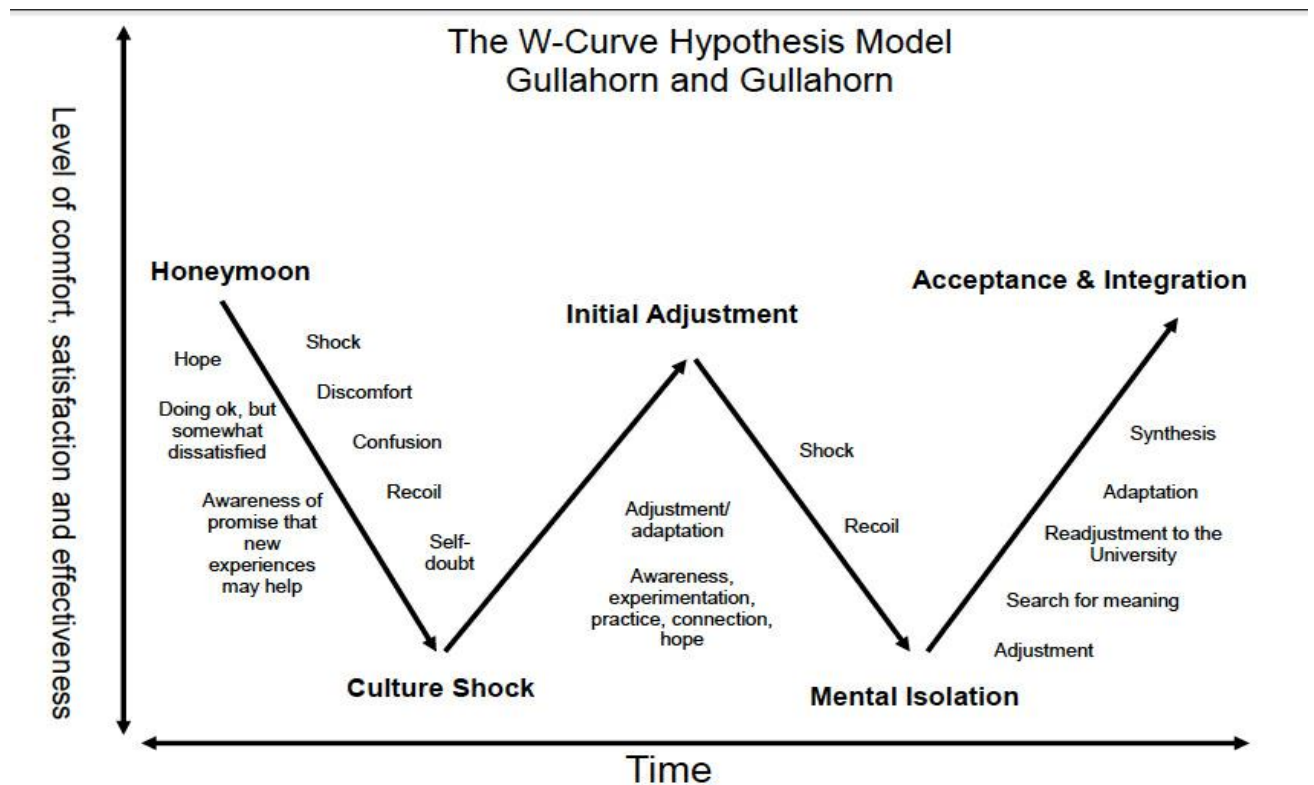 The W-Curve Hypothesis Model
Gullahorn and Gullahorn
Level of comfort, satisfaction and effectiveness
Honeymoon
Hope
Doing ok, but
somewhat
dissatisfied
Awareness of
promise that
new
experiences
may help
Shock
Discomfort
Confusion
Recoil
Self-
doubt
Culture Shock
Initial Adjustment
Adjustment/
adaptation
Awareness,
experimentation,
practice, connection,
hope
Shock
Recoil
Mental Isolation
Acceptance & Integration
Synthesis
Adaptation
Readjustment to the
University
Search for meaning
Adjustment
Time